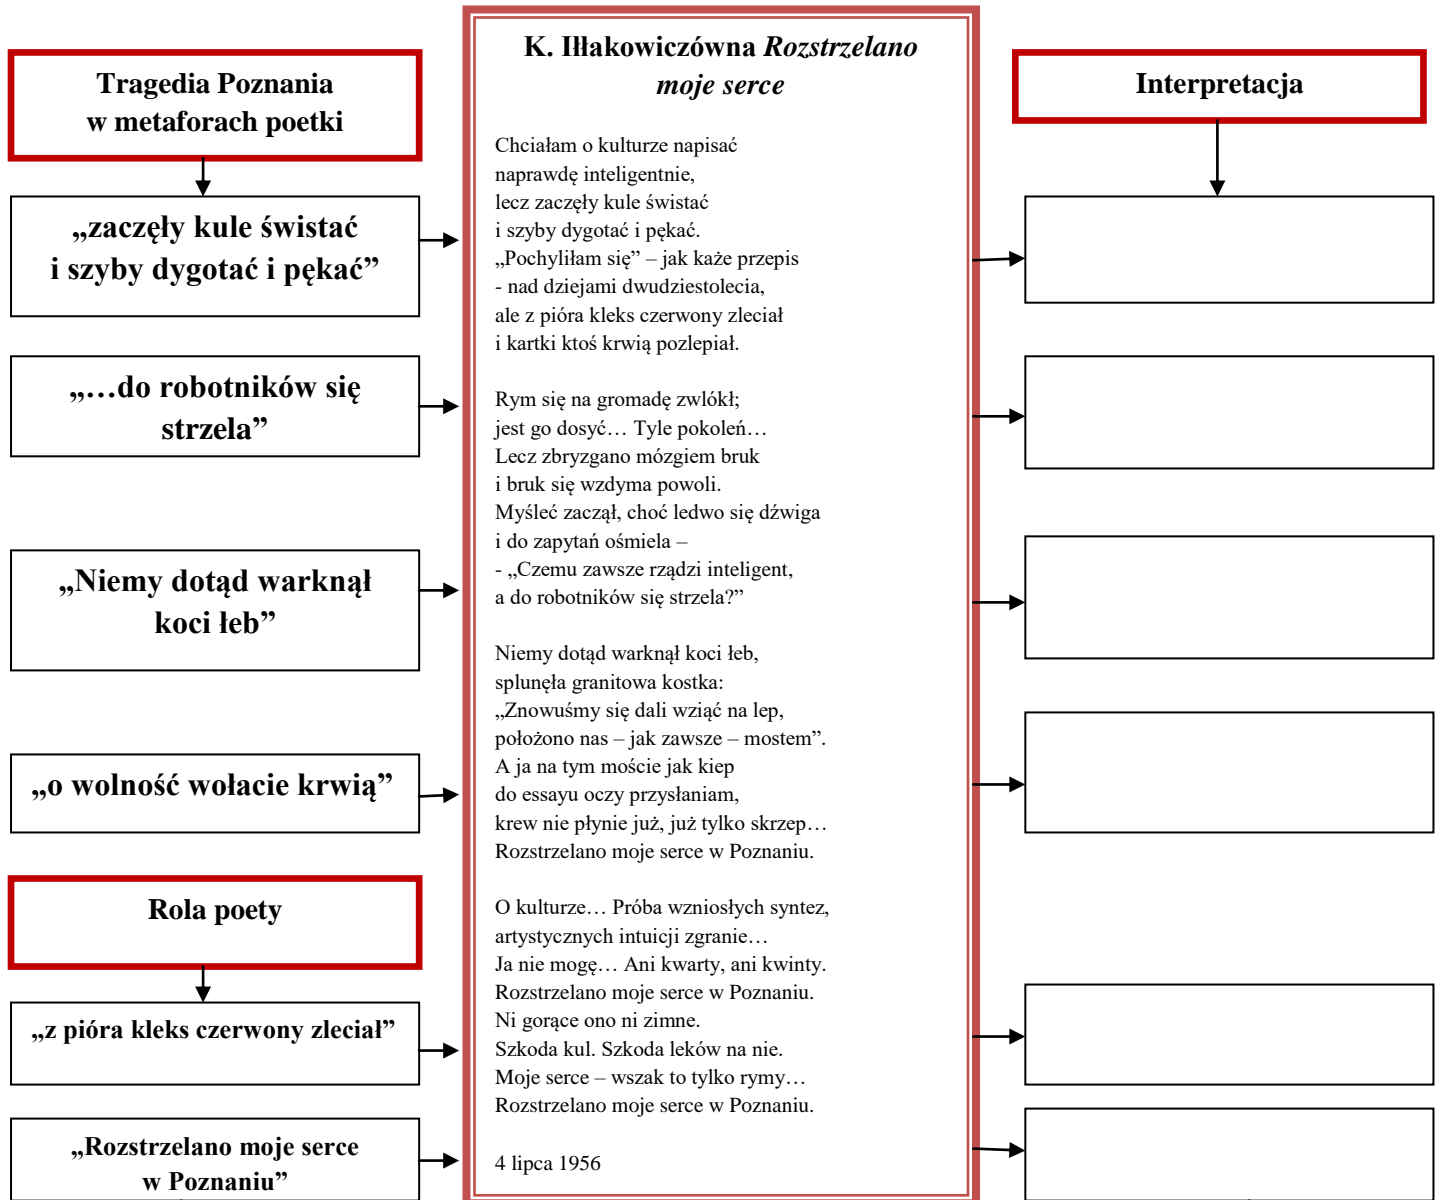 Tragedia Poznania
w metaforach poetki
„zaczęły kule świstać
i szyby dygotać i pękać”
„…do robotników się
strzela”
„Niemy dotąd warknął
koci łeb”
„o wolność wołacie krwią”
Rola poety
„z pióra kleks czerwony zleciał”
„Rozstrzelano moje serce
w Poznaniu”
K. Iłłakowiczówna Rozstrzelano
moje serce
Chciałam o kulturze napisać
naprawdę inteligentnie,
lecz zaczęły kule świstać
i szyby dygotać i pękać.
„Pochyliłam się” – jak każe przepis
- nad dziejami dwudziestolecia,
ale z pióra kleks czerwony zleciał
i kartki ktoś krwią pozlepiał.
Rym się na gromadę zwlókł;
jest go dosyć… Tyle pokoleń…
Lecz zbryzgano mózgiem bruk
i bruk się wzdyma powoli.
Myśleć zaczął, choć ledwo się dźwiga
i do zapytań ośmiela –
- „Czemu zawsze rządzi inteligent,
a do robotników się strzela?”
Niemy dotąd warknął koci łeb,
splunęła granitowa kostka:
„Znowuśmy się dali wziąć na lep,
położono nas – jak zawsze – mostem”.
A ja na tym moście jak kiep
do essayu oczy przysłaniam,
krew nie płynie już, już tylko skrzep…
Rozstrzelano moje serce w Poznaniu.
O kulturze… Próba wzniosłych syntez,
artystycznych intuicji zgranie…
Ja nie mogę… Ani kwarty, ani kwinty.
Rozstrzelano moje serce w Poznaniu.
Ni gorące ono ni zimne.
Szkoda kul. Szkoda leków na nie.
Moje serce – wszak to tylko rymy…
Rozstrzelano moje serce w Poznaniu.
4 lipca 1956
Interpretacja